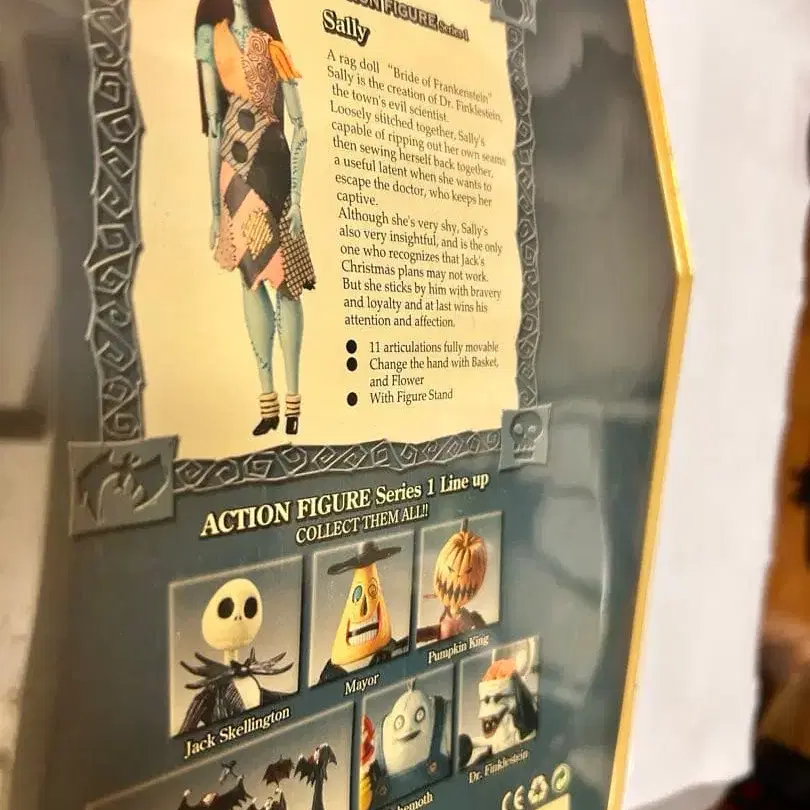 ACTION FIGURE Series 1
Sally
A rag doll "Bride of Frankenstein"
Sally is the creation of Dr. Finklestein,
the town's evil scientist.
Loosely stitched together, Sally's
capable of ripping out her own seams
then sewing herself back together,
a useful latent when she wants to
escape the doctor, who keeps her
captive.
Although she's very shy, Sally's
also very insightful, and is the only
one who recognizes that Jack's
Christmas plans may not work.
But she sticks by him with bravery
and loyalty and at last wins his
attention and affection.
● 11 articulations fully movable
● Change the hand with Basket,
and Flower
● With Figure Stand
ACTION FIGURE Series 1 Line up
COLLECT THEM ALL!!
Jack Skellington
Mayor
Pumpkin King
hemoth
Dr. Finklestein
CE